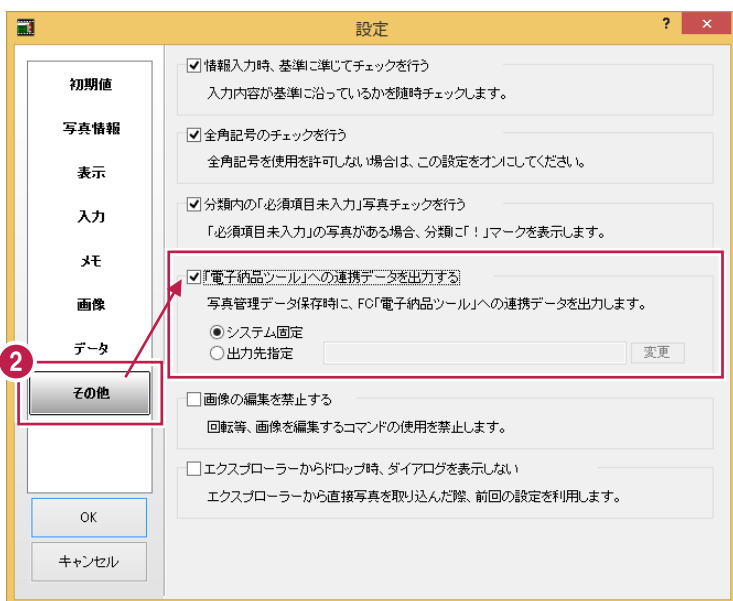 設定
?
×
初期値
写真情報
表示
入力
メモ
画像
データ
2
その他
OK
キャンセル
情報入力時、基準に準じてチェックを行う
入力内容が基準に沿っているかを随時チェックします。
全角記号のチェックを行う
全角記号を使用を許可しない場合は、この設定をオンにしてください。
分類内の「必須項目未入力」写真チェックを行う
「必須項目未入力」の写真がある場合、分類に「！」マークを表示します。
「電子納品ツール」への連携データを出力する
写真管理データ保存時に、FC「電子納品ツール」への連携データを出力します。
システム固定
出力先指定
変更
画像の編集を禁止する
回転等、画像を編集するコマンドの使用を禁止します。
エクスプローラーからドロップ時、ダイアログを表示しない
エクスプローラーから直接写真を取り込んだ際、前回の設定を利用します。